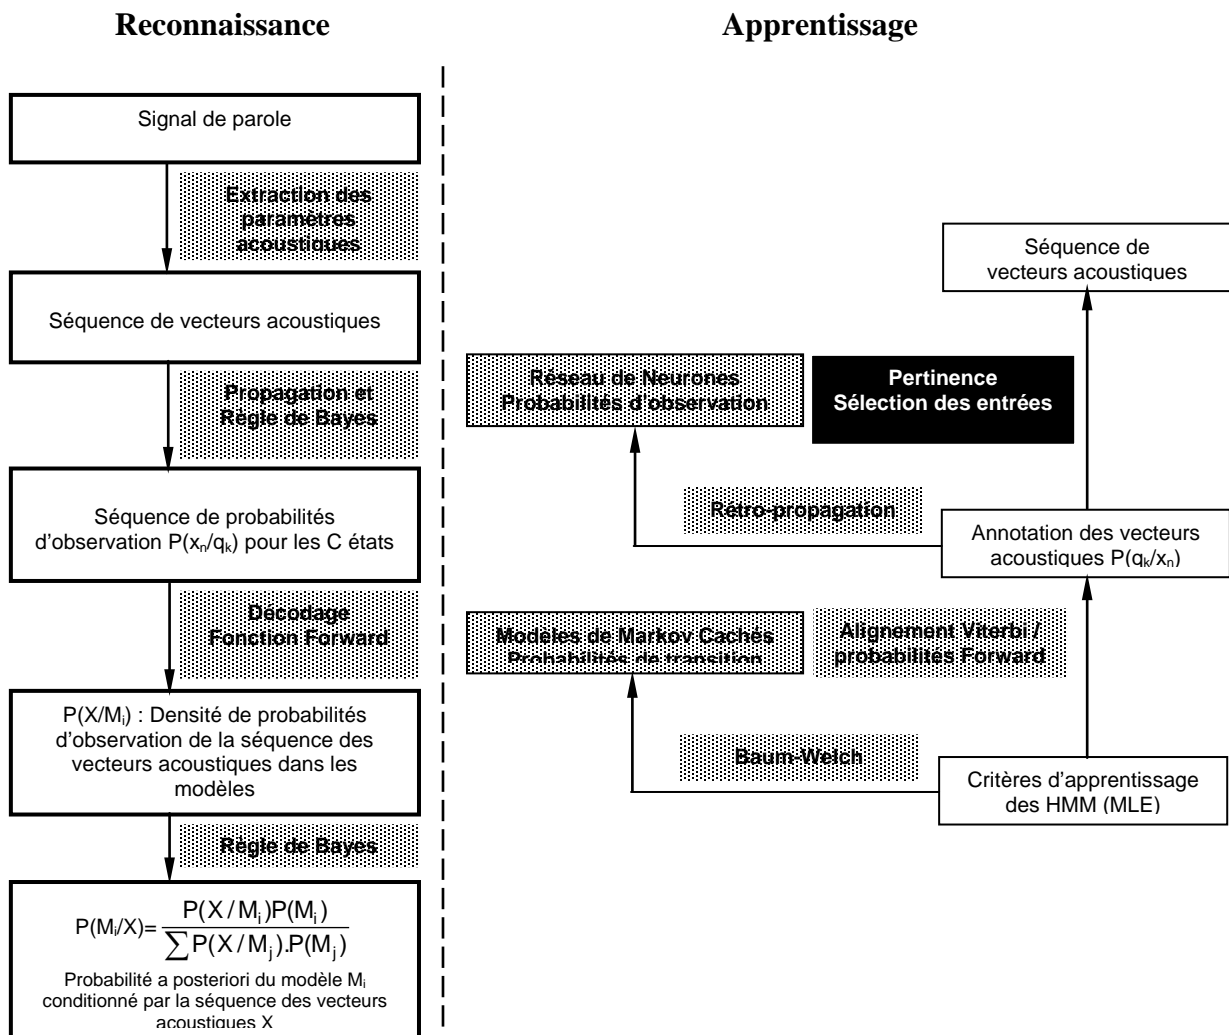 Reconnaissance
Signal de parole
Extraction des
paramètres
acoustiques
Séquence de vecteurs acoustiques
Propagation et
Règle de Bayes
Séquence de probabilités
d'observation P(xₙ/qₖ) pour les C états
Décodage
Fonction Forward
P(X/Mᵢ) : Densité de probabilités
d'observation de la séquence des
vecteurs acoustiques dans les
modèles
Règle de Bayes
P(Mᵢ/X)= P(X/Mᵢ)P(Mᵢ) / ∑P(X/Mⱼ).P(Mⱼ)
Probabilité a posteriori du modèle Mᵢ
conditionné par la séquence des vecteurs
acoustiques X
Apprentissage
Séquence de
vecteurs acoustiques
Réseau de Neurones
Probabilités d'observation
Pertinence
Sélection des entrées
Rétro-propagation
Annotation des vecteurs
acoustiques P(qₖ/xₙ)
Modèles de Markov Cachés
Probabilités de transition
Alignement Viterbi /
probabilités Forward
Baum-Welch
Critères d'apprentissage
des HMM (MLE)